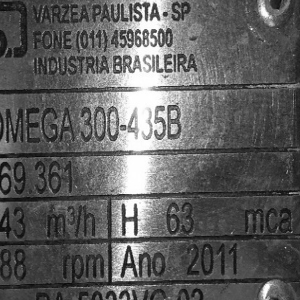 VARZEA PAULISTA - SP
FONE (011) 45968500
INDUSTRIA BRASILEIRA
OMEGA 300-435B
69.361
43 m³/h H 63 mca
88 rpm Ano 2011